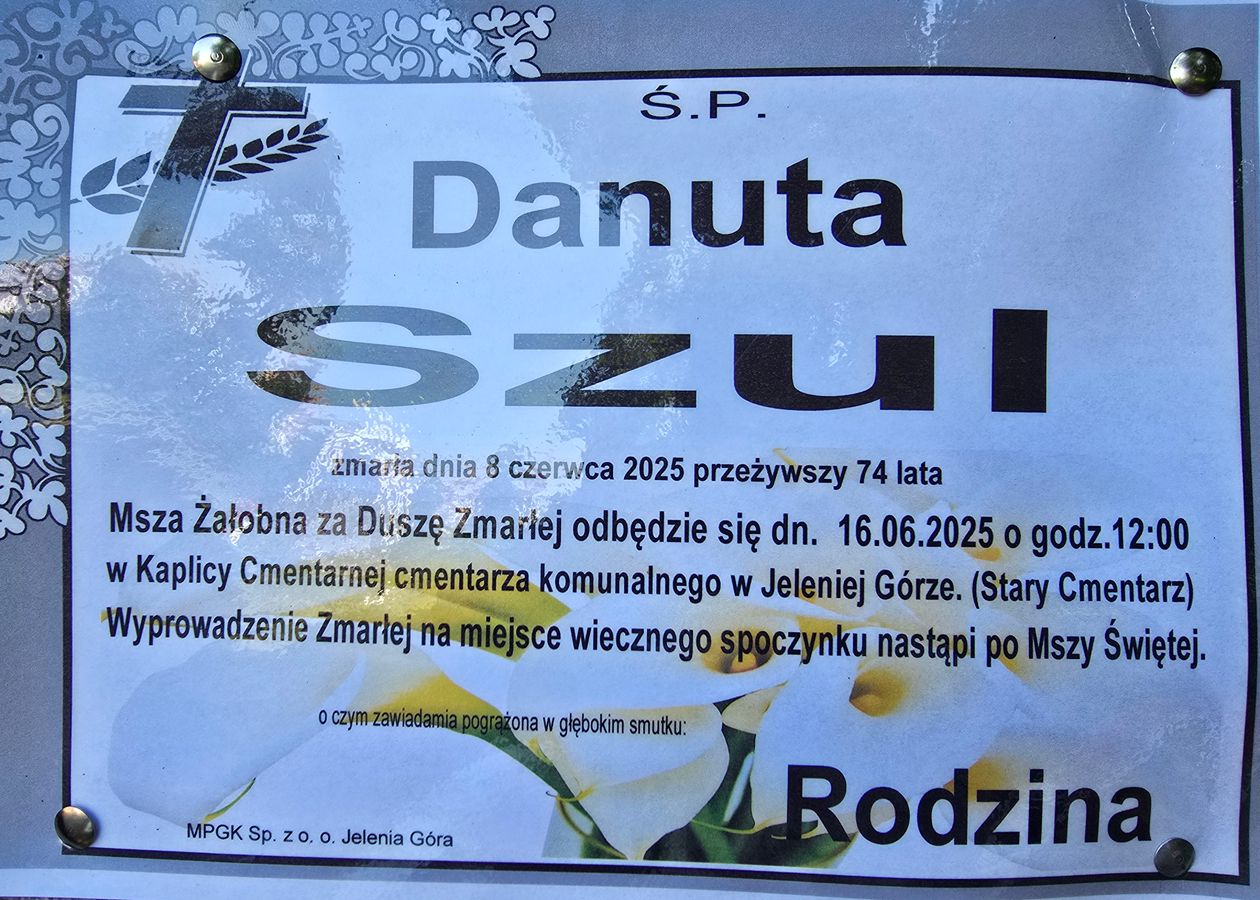 Ś.P.
Danuta
Szul
zmarła dnia 8 czerwca 2025 przeżywszy 74 lata
Msza Żałobna za Duszę Zmarłej odbędzie się dn. 16.06.2025 o godz.12:00
w Kaplicy Cmentarnej cmentarza komunalnego w Jeleniej Górze. (Stary Cmentarz)
Wyprowadzenie Zmarłej na miejsce wiecznego spoczynku nastąpi po Mszy Świętej.
o czym zawiadamia pogrążona w głębokim smutku:
Rodzina
MPGK Sp. z o. o. Jelenia Góra